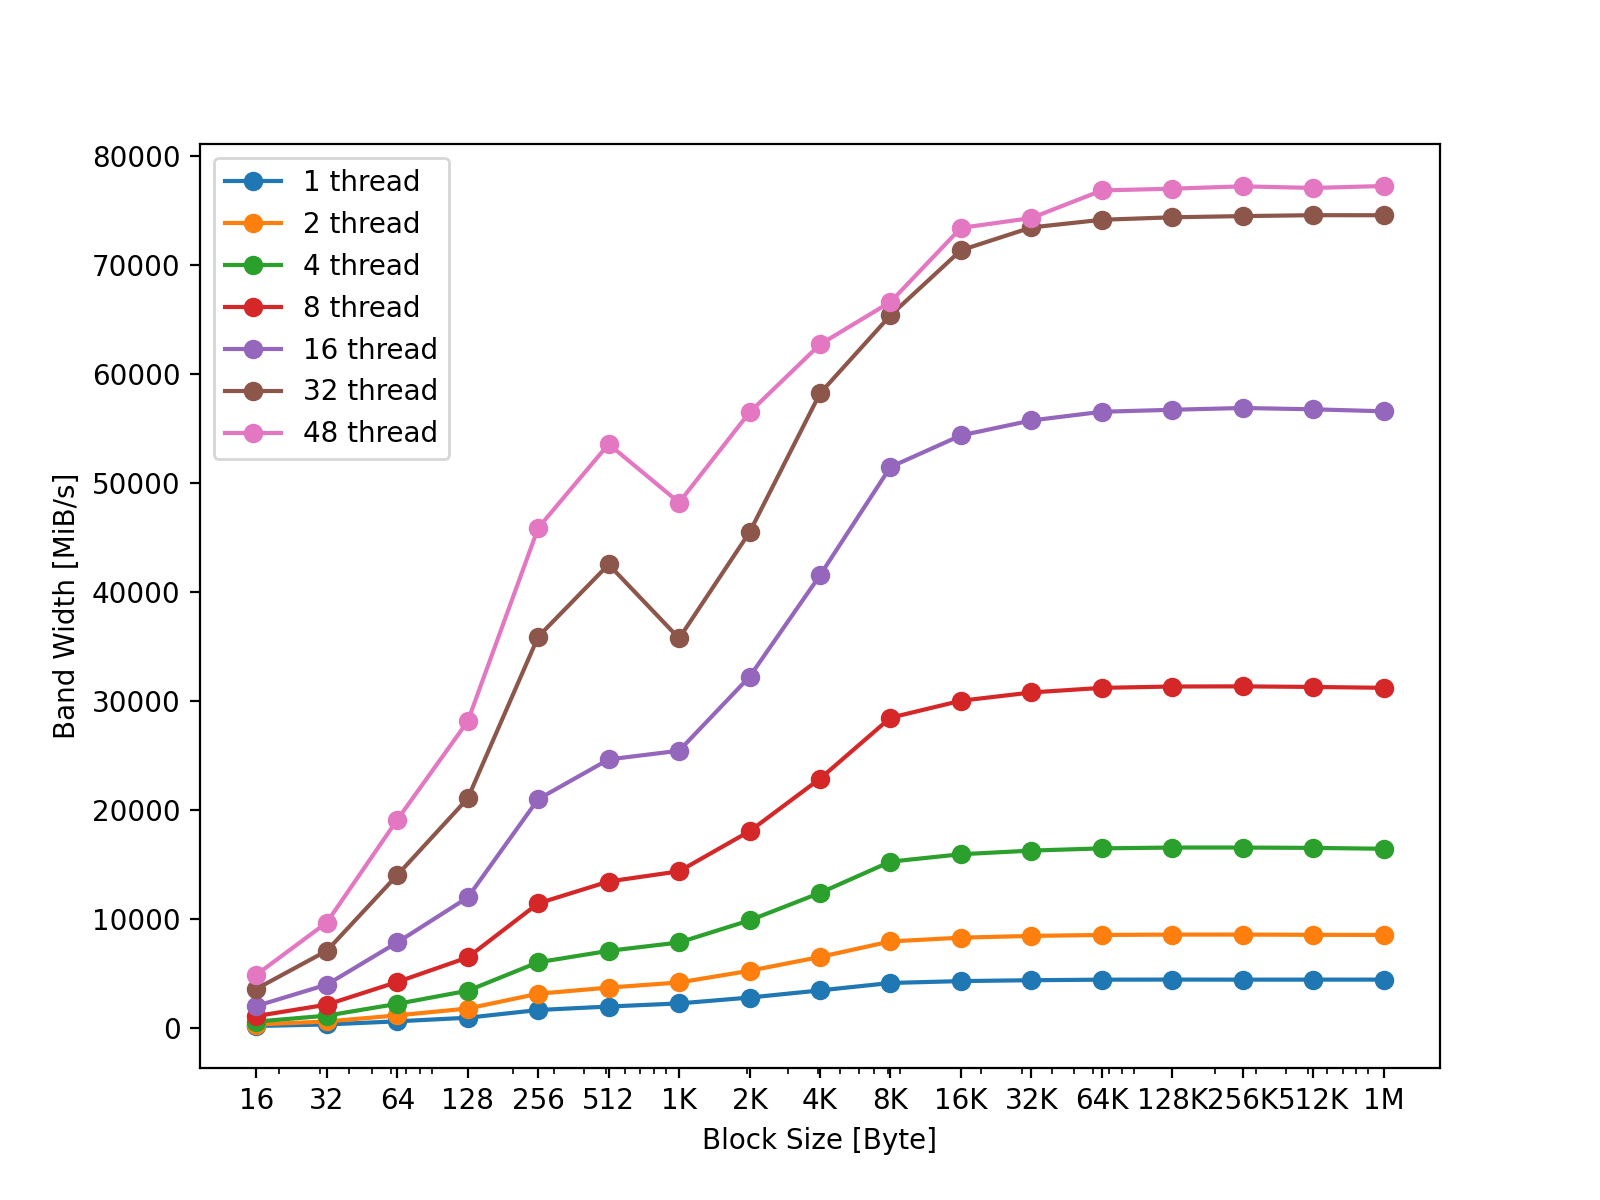 80000
70000
60000
50000
40000
30000
20000
10000
0
Band Width [MiB/s]
1 thread
2 thread
4 thread
8 thread
16 thread
32 thread
48 thread
16 32 64 128 256 512 1K 2K 4K 8K 16K 32K 64K 128K 256K 512K 1M
Block Size [Byte]